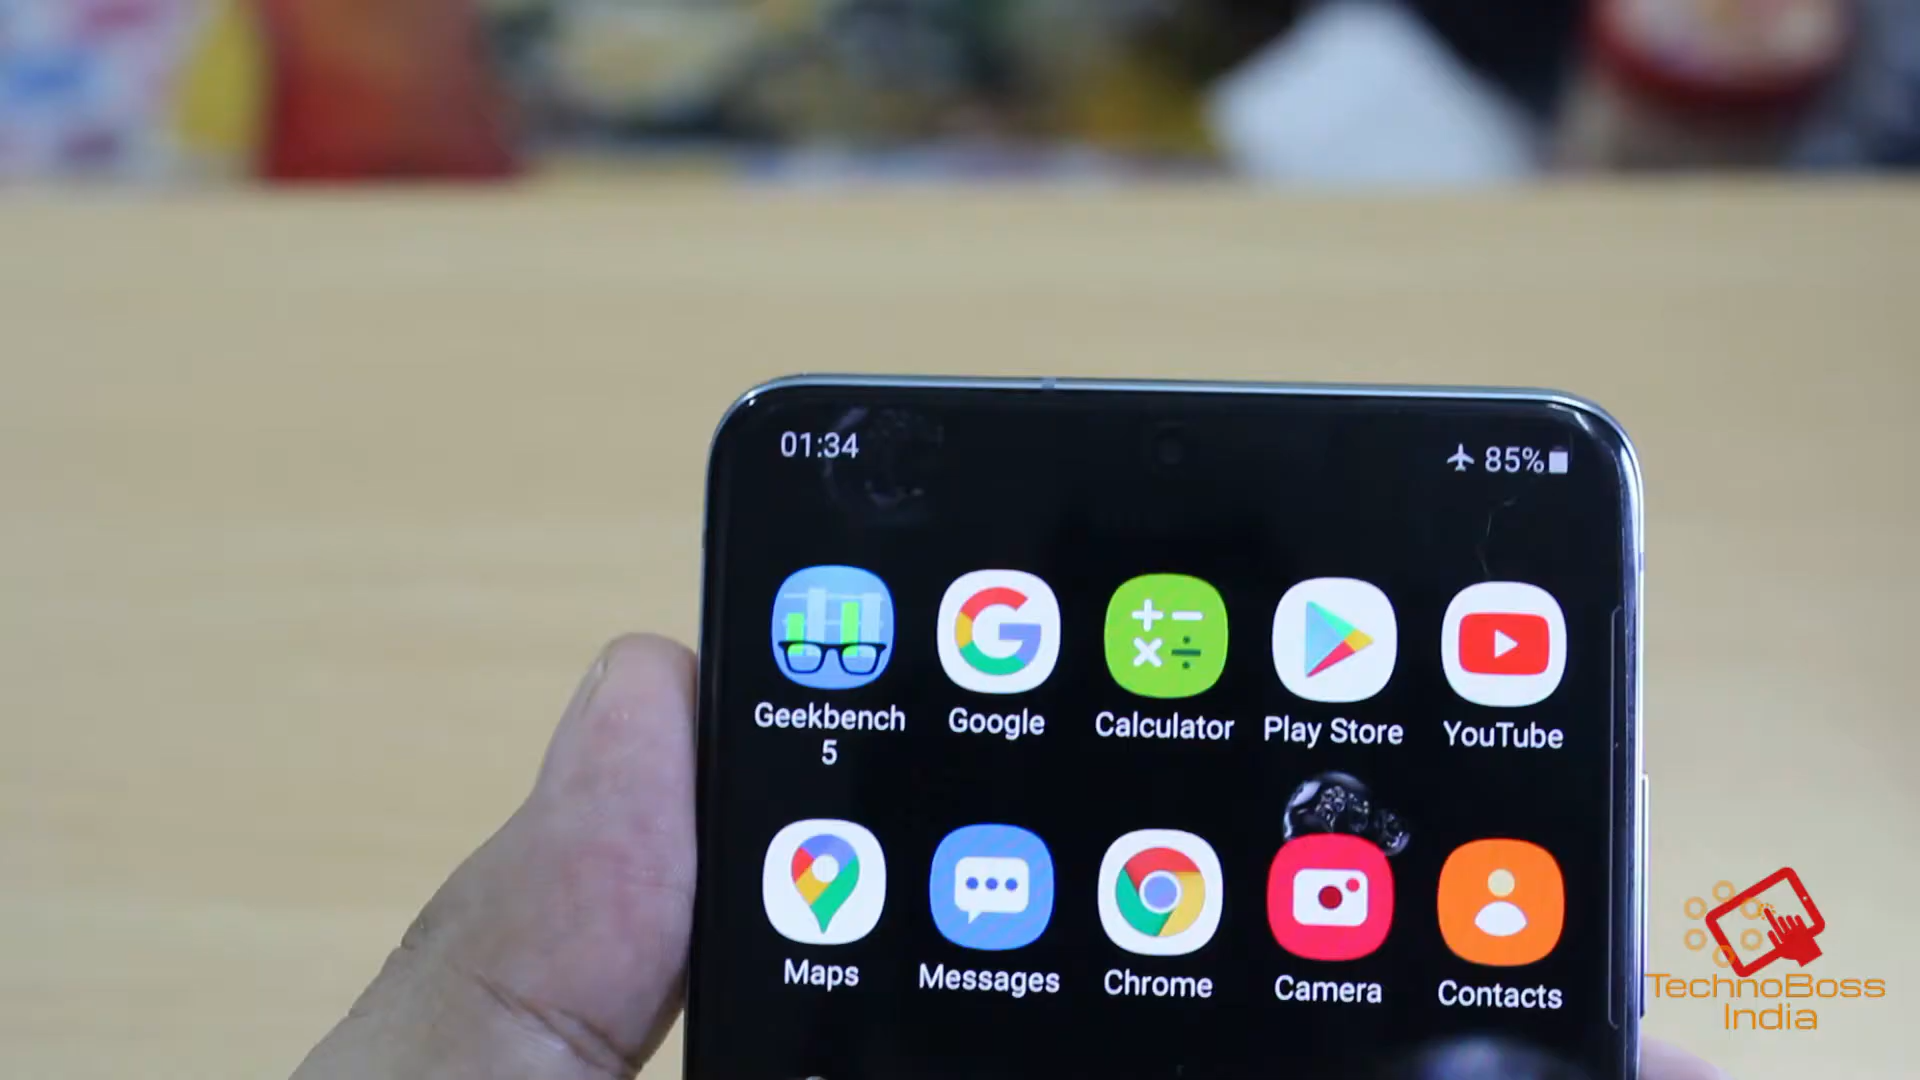 01:34
85%
Geekbench
5
Google
Calculator
Play Store
YouTube
Maps
Messages
Chrome
Camera
Contacts
TechnoBoss
India